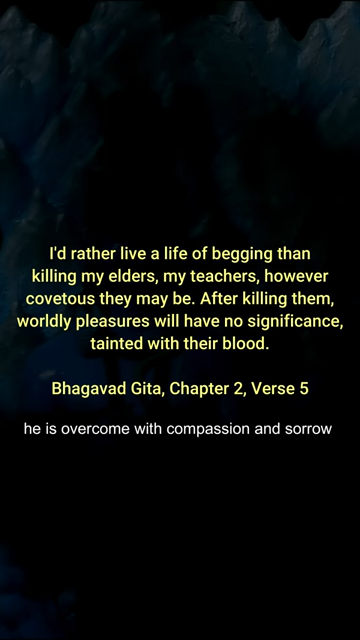 I'd rather live a life of begging than
killing my elders, my teachers, however
covetous they may be. After killing them,
worldly pleasures will have no significance,
tainted with their blood.
Bhagavad Gita, Chapter 2, Verse 5
he is overcome with compassion and sorrow